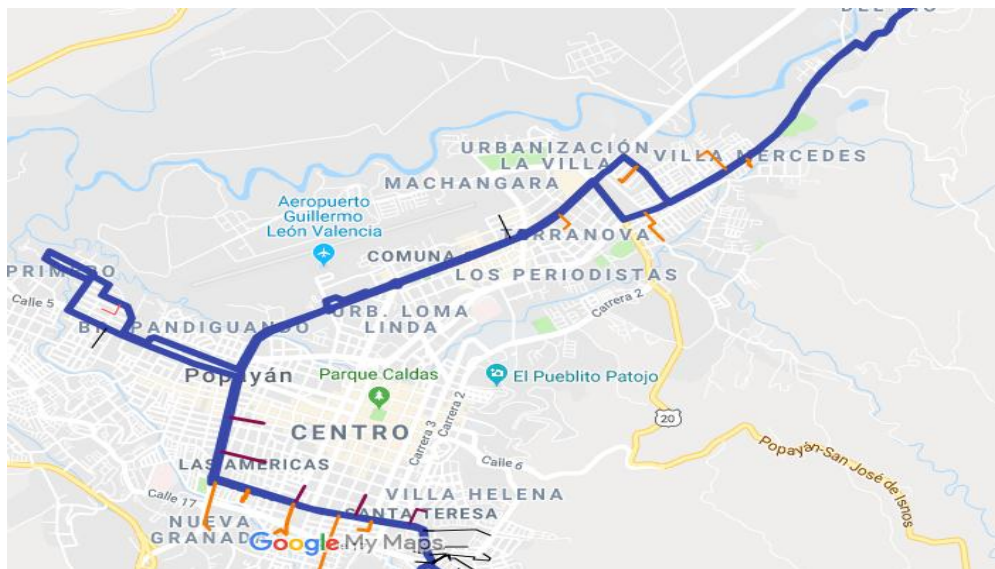 URBANIZACIÓN
LA VILLA
VILLA MERCEDES
MACHANGARA
Aeropuerto
Guillermo
León Valencia
TERRANOVA
COMUNA
PRIMERO
LOS PERIODISTAS
Calle 5
Carrera 2
URB. LOMA
LINDA
PANDIGUANDO
Popayán
Parque Caldas
El Pueblito Patojo
20
CENTRO
Carrera 3
Carrera 2
Popayán-San José de Isnos
LAS AMÉRICAS
Calle 6
Calle 17
VILLA HELENA
SANTA TERESA
NUEVA
GRANADA
Google My Maps